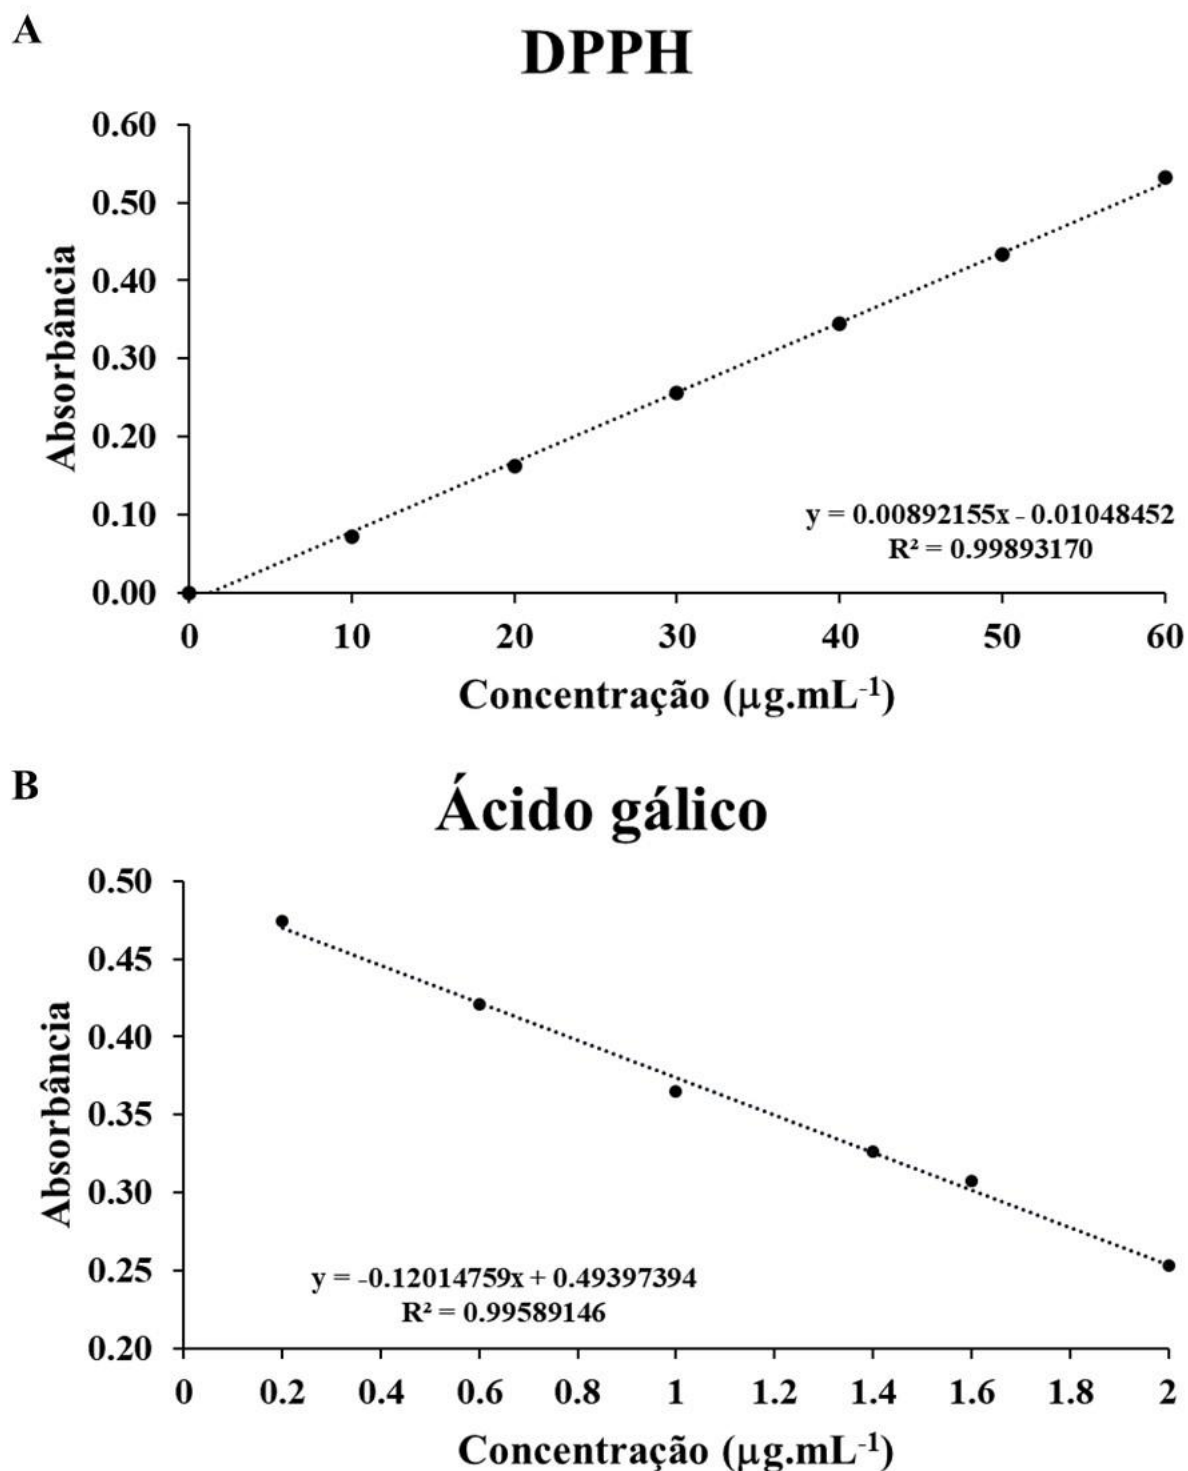 A
DPPH
0.60
0.50
0.40
0.30
0.20
0.10
0.00
Absorbância
y = 0.00892155x - 0.01048452
R² = 0.99893170
0 10 20 30 40 50 60
Concentração (µg.mL⁻¹)
B
Ácido gálico
0.50
0.45
0.40
0.35
0.30
0.25
0.20
Absorbância
y = -0.12014759x + 0.49397394
R² = 0.99589146
0 0.2 0.4 0.6 0.8 1 1.2 1.4 1.6 1.8 2
Concentração (µg.mL⁻¹)